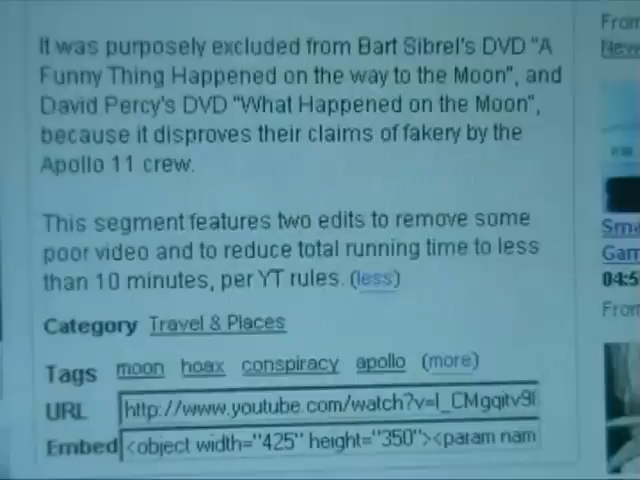 It was purposely excluded from Bart Sibrel's DVD "A
Funny Thing Happened on the way to the Moon", and
David Percy's DVD "What Happened on the Moon",
because it disproves their claims of fakery by the
Apollo 11 crew.
This segment features two edits to remove some
poor video and to reduce total running time to less
than 10 minutes, per YT rules. (less)
Category Travel & Places
Tags moon hoax conspiracy apollo (more)
URL http://www.youtube.com/watch?v=l_CMgqitv9
Embed <object width="425" height="350"><param nam
From
New
04:5
From